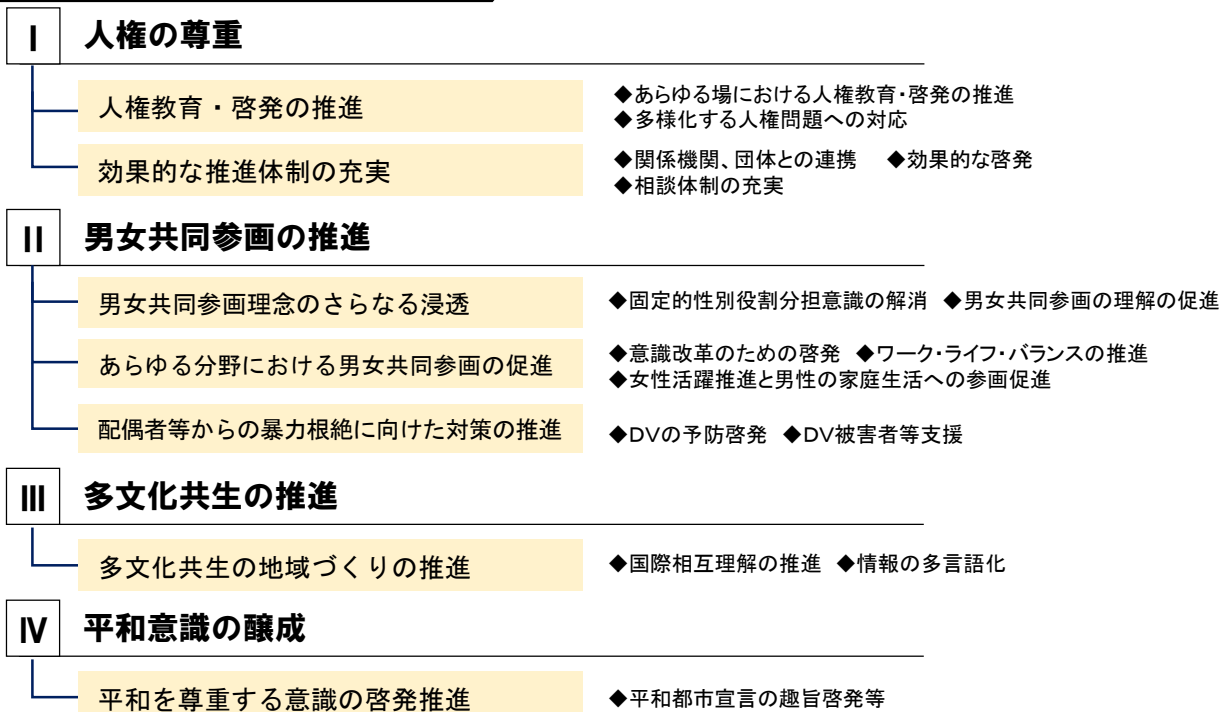 I 人権の尊重
人権教育・啓発の推進
◆あらゆる場における人権教育・啓発の推進
◆多様化する人権問題への対応
効果的な推進体制の充実
◆関係機関、団体との連携 ◆効果的な啓発
◆相談体制の充実
II 男女共同参画の推進
男女共同参画理念のさらなる浸透
◆固定的性別役割分担意識の解消 ◆男女共同参画の理解の促進
あらゆる分野における男女共同参画の促進
◆意識改革のための啓発 ◆ワーク・ライフ・バランスの推進
◆女性活躍推進と男性の家庭生活への参画促進
配偶者等からの暴力根絶に向けた対策の推進
◆DVの予防啓発 ◆DV被害者等支援
III 多文化共生の推進
多文化共生の地域づくりの推進
◆国際相互理解の推進 ◆情報の多言語化
IV 平和意識の醸成
平和を尊重する意識の啓発推進
◆平和都市宣言の趣旨啓発等